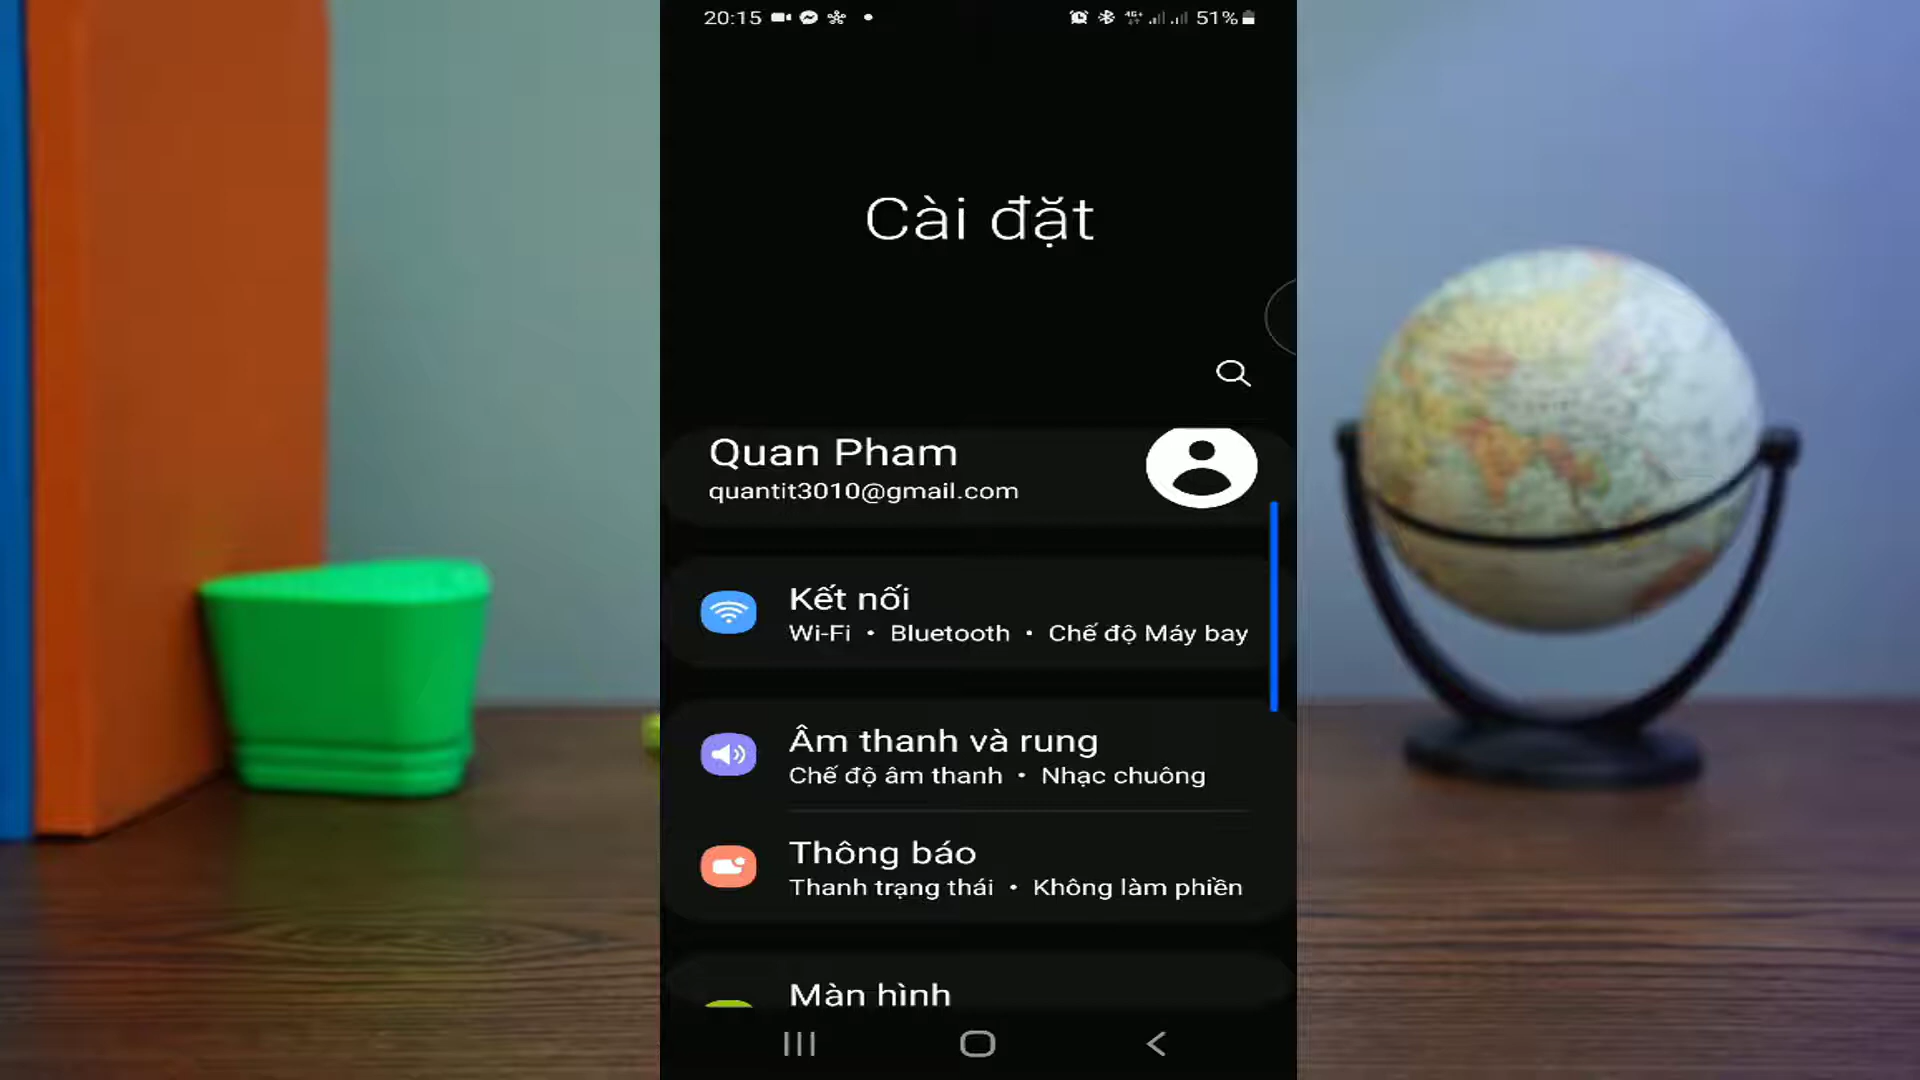 20:15
4G+ 51%
Cài đặt
Quan Pham
quantit3010@gmail.com
Kết nối
Wi-Fi • Bluetooth • Chế độ Máy bay
Âm thanh và rung
Chế độ âm thanh • Nhạc chuông
Thông báo
Thanh trạng thái • Không làm phiền
Màn hình